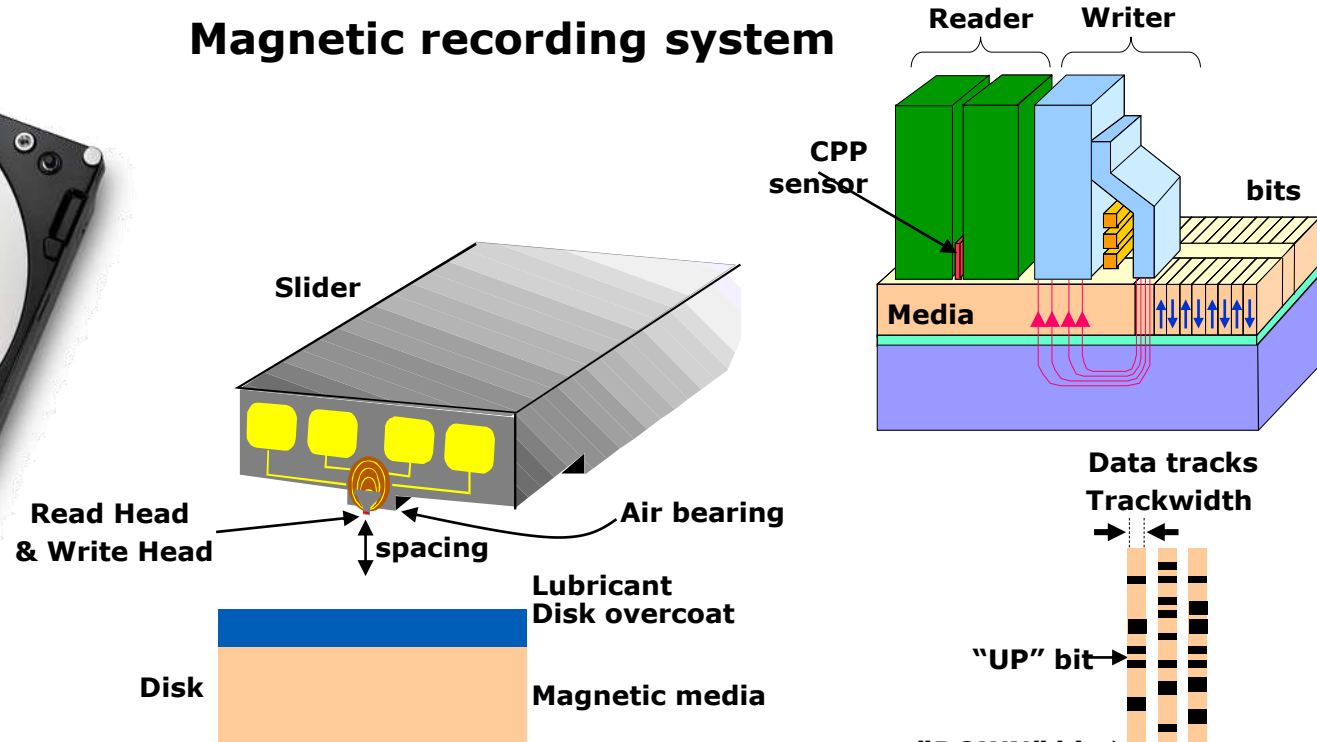 Magnetic recording system
Reader
Writer
CPP
sensor
bits
Media
Slider
Read Head
& Write Head
spacing
Air bearing
Lubricant
Disk overcoat
Disk
Magnetic media
Data tracks
Trackwidth
“UP” bit